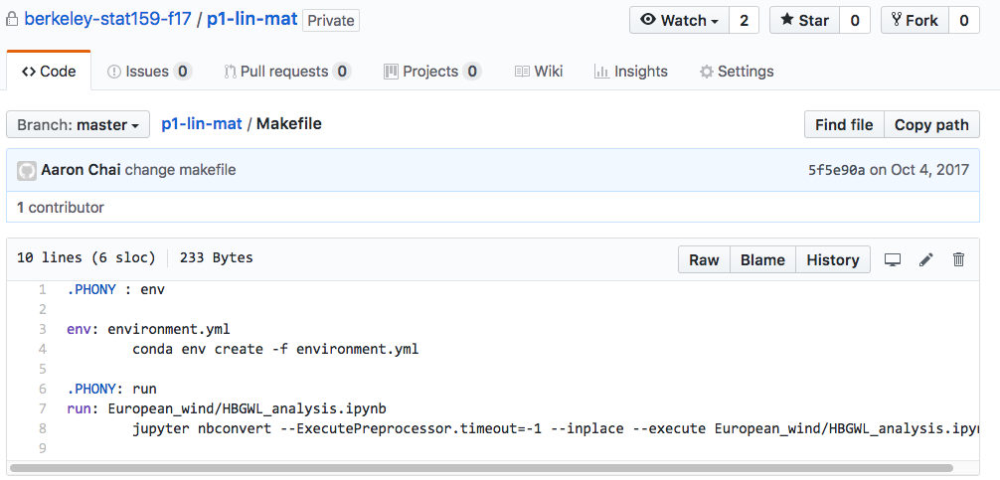 berkeley-stat159-f17 / p1-lin-mat Private Watch 2 Star 0 Fork 0
Code Issues 0 Pull requests 0 Projects 0 Wiki Insights Settings
Branch: master p1-lin-mat / Makefile Find file Copy path
Aaron Chai change makefile 5f5e90a on Oct 4, 2017
1 contributor
10 lines (6 sloc) 233 Bytes Raw Blame History
1 .PHONY : env
2
3 env: environment.yml
4 conda env create -f environment.yml
5
6 .PHONY: run
7 run: European_wind/HBGWL_analysis.ipynb
8 jupyter nbconvert --ExecutePreprocessor.timeout=-1 --inplace --execute European_wind/HBGWL_analysis.ipyn
9